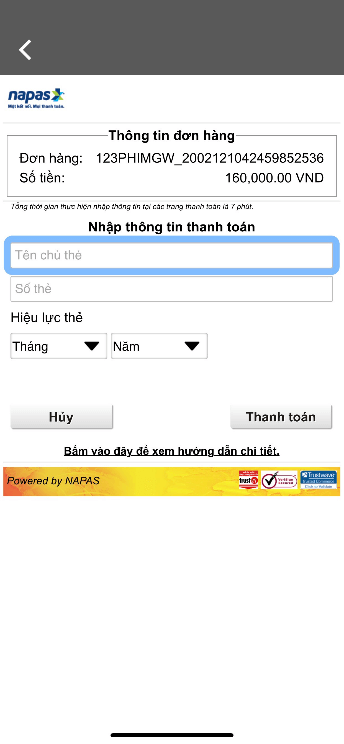 napas
Một kết nối. Mọi thanh toán.
Thông tin đơn hàng
Đơn hàng: 123PHIMGW_2002121042459852536
Số tiền: 160,000.00 VND
Tổng thời gian thực hiện nhập thông tin tại các trang thanh toán là 7 phút.
Nhập thông tin thanh toán
Tên chủ thẻ
Số thẻ
Hiệu lực thẻ
Tháng Năm
Hủy Thanh toán
Bấm vào đây để xem hướng dẫn chi tiết.
Powered by NAPAS
Trustwave